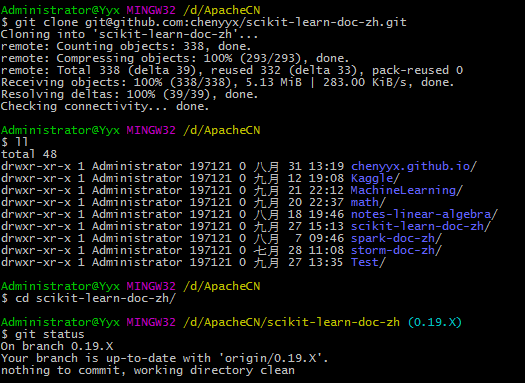 Administrator@Yyx MINGW32 /d/ApacheCN
$ git clone git@github.com:chenyyx/scikit-learn-doc-zh.git
Cloning into 'scikit-learn-doc-zh'...
remote: Counting objects: 338, done.
remote: Compressing objects: 100% (293/293), done.
remote: Total 338 (delta 39), reused 332 (delta 33), pack-reused 0
Receiving objects: 100% (338/338), 5.13 MiB | 283.00 KiB/s, done.
Resolving deltas: 100% (39/39), done.
Checking connectivity... done.
Administrator@Yyx MINGW32 /d/ApacheCN
$ ll
total 48
drwxr-xr-x 1 Administrator 197121 0 八月 31 13:19 chenyyx.github.io/
drwxr-xr-x 1 Administrator 197121 0 九月 12 19:08 Kaggle/
drwxr-xr-x 1 Administrator 197121 0 九月 21 22:12 MachineLearning/
drwxr-xr-x 1 Administrator 197121 0 九月 20 22:37 math/
drwxr-xr-x 1 Administrator 197121 0 八月 18 19:46 notes-linear-algebra/
drwxr-xr-x 1 Administrator 197121 0 九月 27 15:13 scikit-learn-doc-zh/
drwxr-xr-x 1 Administrator 197121 0 八月 7 09:46 spark-doc-zh/
drwxr-xr-x 1 Administrator 197121 0 七月 28 11:08 storm-doc-zh/
drwxr-xr-x 1 Administrator 197121 0 九月 27 13:35 Test/
Administrator@Yyx MINGW32 /d/ApacheCN
$ cd scikit-learn-doc-zh/
Administrator@Yyx MINGW32 /d/ApacheCN/scikit-learn-doc-zh (0.19.X)
$ git status
On branch 0.19.X
Your branch is up-to-date with 'origin/0.19.X'.
nothing to commit, working directory clean